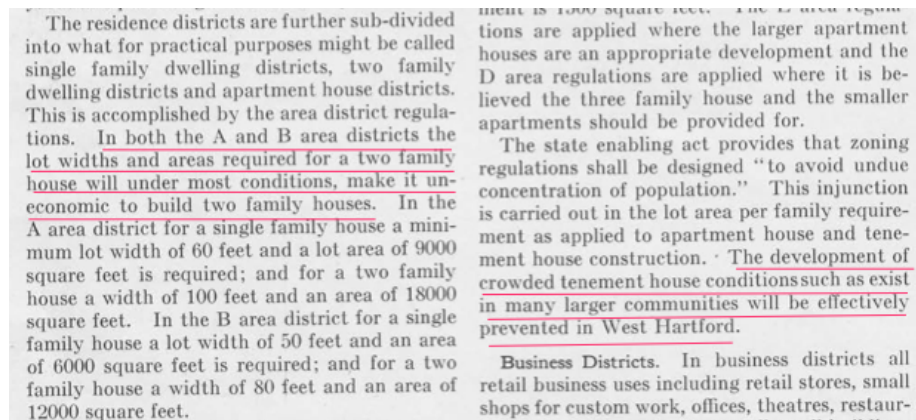 The residence districts are further sub-divided
into what for practical purposes might be called
single family dwelling districts, two family
dwelling districts and apartment house districts.
This is accomplished by the area district regula-
tions. In both the A and B area districts the
lot widths and areas required for a two family
house will under most conditions, make it un-
economic to build two family houses. In the
A area district for a single family house a mini-
mum lot width of 60 feet and a lot area of 9000
square feet is required; and for a two family
house a width of 100 feet and an area of 18000
square feet. In the B area district for a single
family house a lot width of 50 feet and an area
of 6000 square feet is required; and for a two
family house a width of 80 feet and an area of
12000 square feet.
ment is 1500 square feet. The E area regula-
tions are applied where the larger apartment
houses are an appropriate development and the
D area regulations are applied where it is be-
lieved the three family house and the smaller
apartments should be provided for.
The state enabling act provides that zoning
regulations shall be designed "to avoid undue
concentration of population." This injunction
is carried out in the lot area per family require-
ment as applied to apartment house and tene-
ment house construction. The development of
crowded tenement house conditions such as exist
in many larger communities will be effectively
prevented in West Hartford.
Business Districts. In business districts all
retail business uses including retail stores, small
shops for custom work, offices, theatres, restaur-